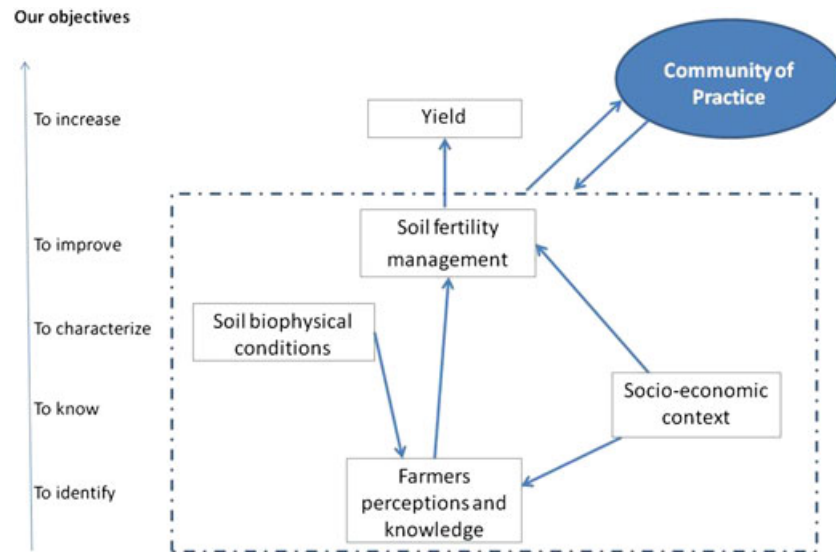 Our objectives
Community of
Practice
To increase
Yield
To improve
Soil fertility
management
To characterize
Soil biophysical
conditions
To know
Socio-economic
context
To identify
Farmers
perceptions and
knowledge